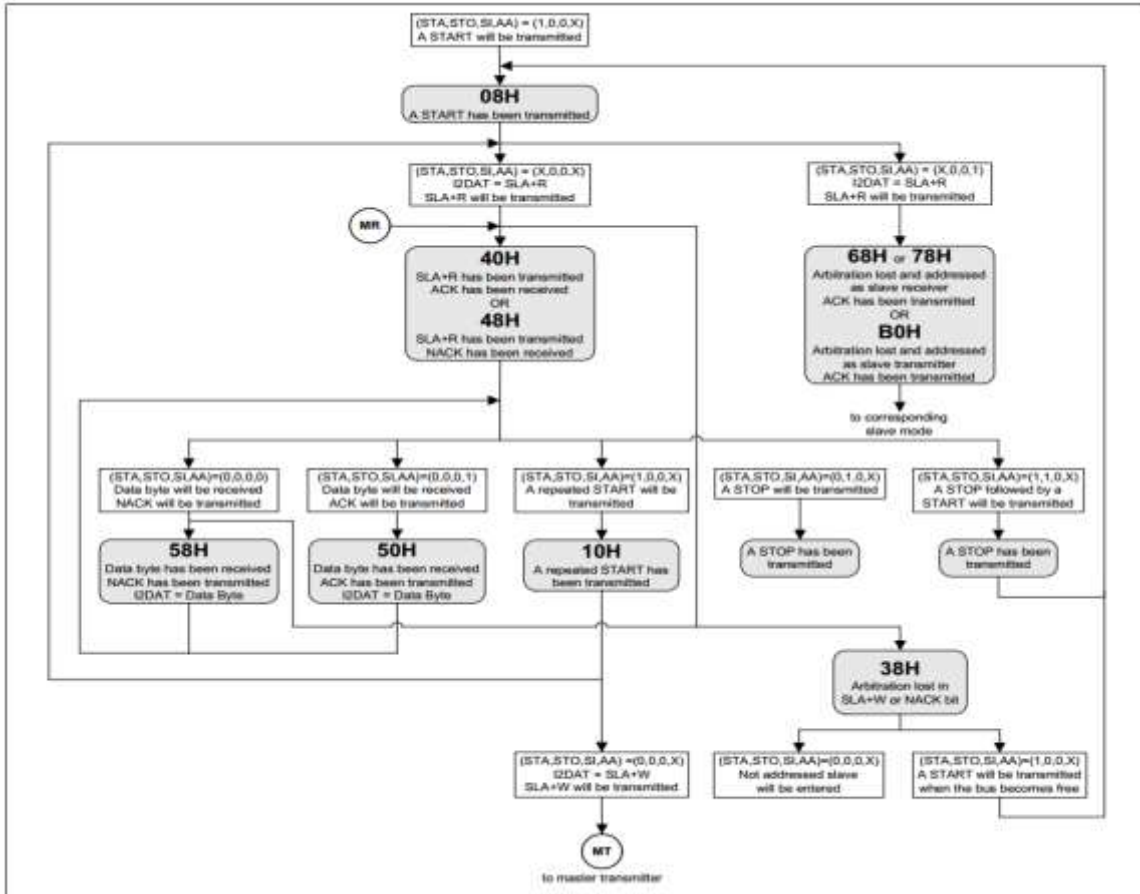 (STA,STO,SI,AA) = (1,0,0,X)
A START will be transmitted
08H
A START has been transmitted
(STA,STO,SI,AA) = (X,0,0,X)
I2DAT = SLA+R
SLA+R will be transmitted
(STA,STO,SI,AA) = (X,0,0,1)
I2DAT = SLA+R
SLA+R will be transmitted
MR
40H
SLA+R has been transmitted
ACK has been received
OR
48H
SLA+R has been transmitted
NACK has been received
68H or 78H
Arbitration lost and addressed
as slave receiver
ACK has been transmitted
OR
B0H
Arbitration lost and addressed
as slave transmitter
ACK has been transmitted
to corresponding
slave mode
(STA,STO,SI,AA)=(0,0,0,0)
Data byte will be received
NACK will be transmitted
(STA,STO,SI,AA)=(0,0,0,1)
Data byte will be received
ACK will be transmitted
(STA,STO,SI,AA)=(1,0,0,X)
A repeated START will be
transmitted
(STA,STO,SI,AA)=(0,1,0,X)
A STOP will be transmitted
(STA,STO,SI,AA)=(1,1,0,X)
A STOP followed by a
START will be transmitted
58H
Data byte has been received
NACK has been transmitted
I2DAT = Data Byte
50H
Data byte has been received
ACK has been transmitted
I2DAT = Data Byte
10H
A repeated START has
been transmitted
A STOP has been
transmitted
A STOP has been
transmitted
38H
Arbitration lost in
SLA+W or NACK bit
(STA,STO,SI,AA) =(0,0,0,X)
I2DAT = SLA+W
SLA+W will be transmitted
(STA,STO,SI,AA)=(0,0,0,X)
Not addressed slave
will be entered
(STA,STO,SI,AA)=(1,0,0,X)
A START will be transmitted
when the bus becomes free
MT
to master transmitter